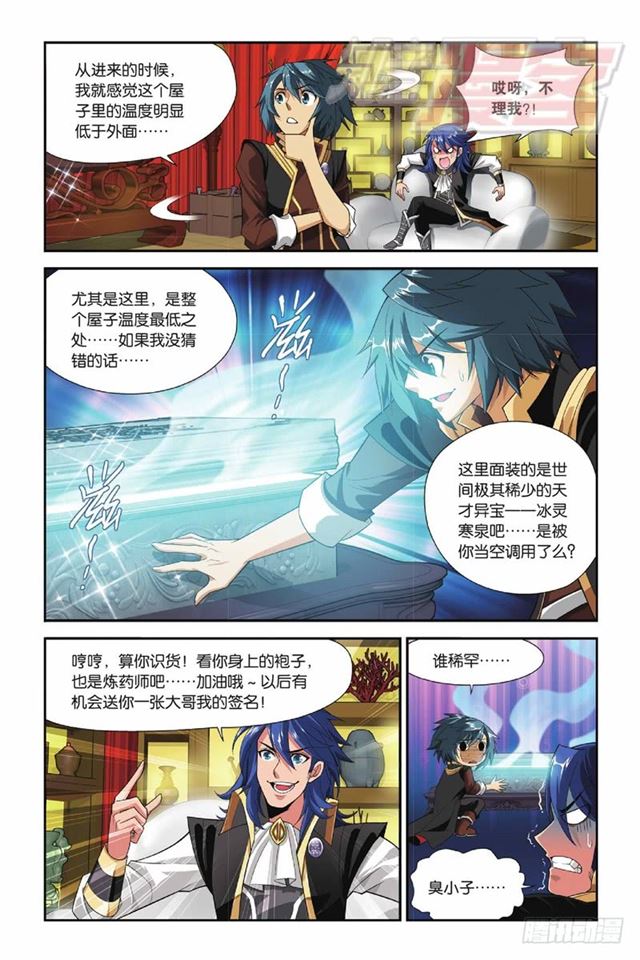 从进来的时候，
我就感觉这个屋
子里的温度明显
低于外面……
哎呀，不
理我？！
尤其是这里，是整
个屋子温度最低之
处……如果我没猜
错的话……
滋
滋
这里面装的是世
间极其稀少的天
才异宝——冰灵
寒泉吧……是被
你当空调用了么？
哼哼，算你识货！看你身上的袍子，
也是炼药师吧……加油哦～以后有
机会送你一张大哥我的签名！
谁稀罕……
臭小子……
腾讯动漫